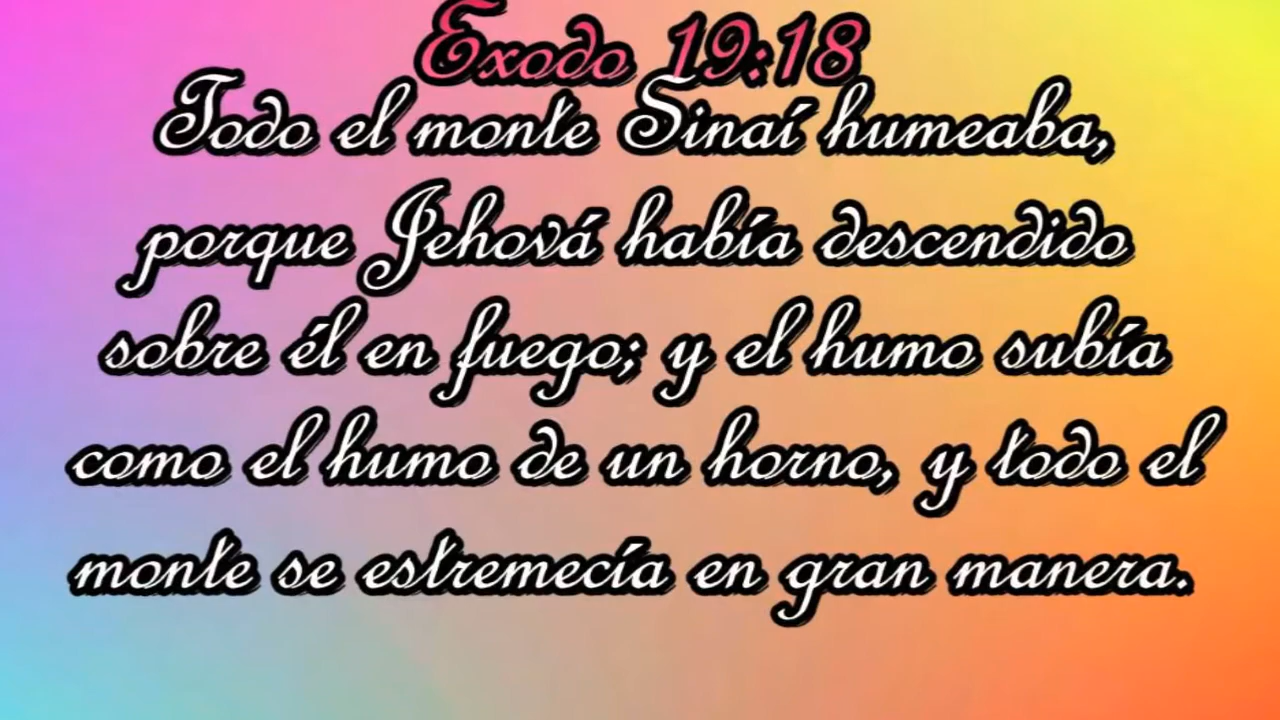 Exodo 19:18
Todo el monte Sinaí humeaba,
porque Jehová había descendido
sobre él en fuego; y el humo subía
como el humo de un horno, y todo el
monte se estremecía en gran manera.